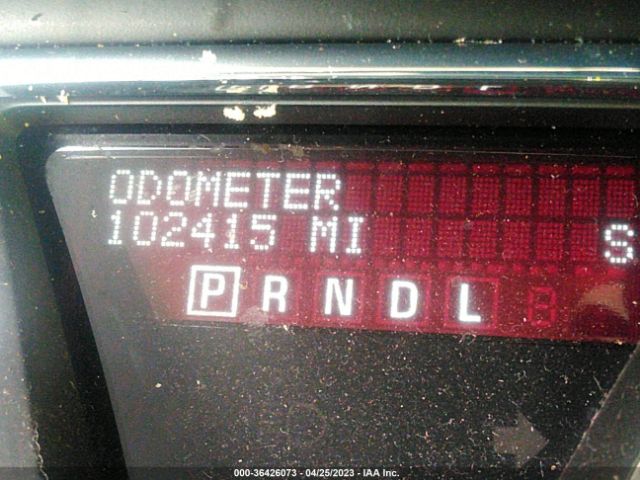 ODOMETER
102415 MI S
P R N D L
000-36426073 - 04/25/2023 - IAA Inc.